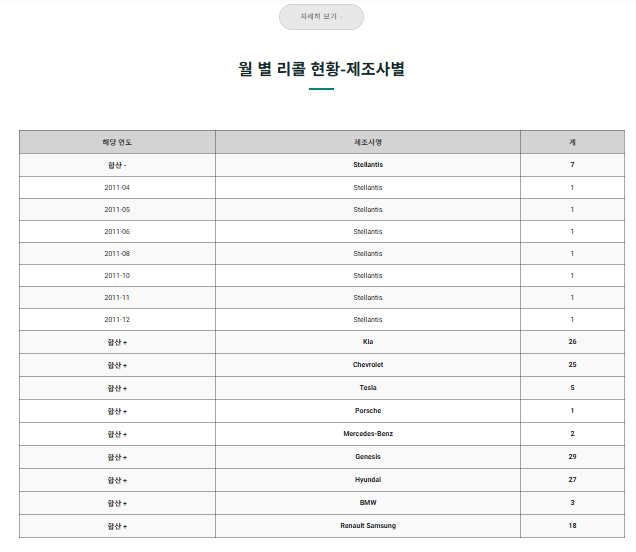 자세히 보기 -
월 별 리콜 현황-제조사별
해당 연도 제조사명 계
합산 - Stellantis 7
2011-04 Stellantis 1
2011-05 Stellantis 1
2011-06 Stellantis 1
2011-08 Stellantis 1
2011-10 Stellantis 1
2011-11 Stellantis 1
2011-12 Stellantis 1
합산 + Kia 26
합산 + Chevrolet 25
합산 + Tesla 5
합산 + Porsche 1
합산 + Mercedes-Benz 2
합산 + Genesis 29
합산 + Hyundai 27
합산 + BMW 3
합산 + Renault Samsung 18